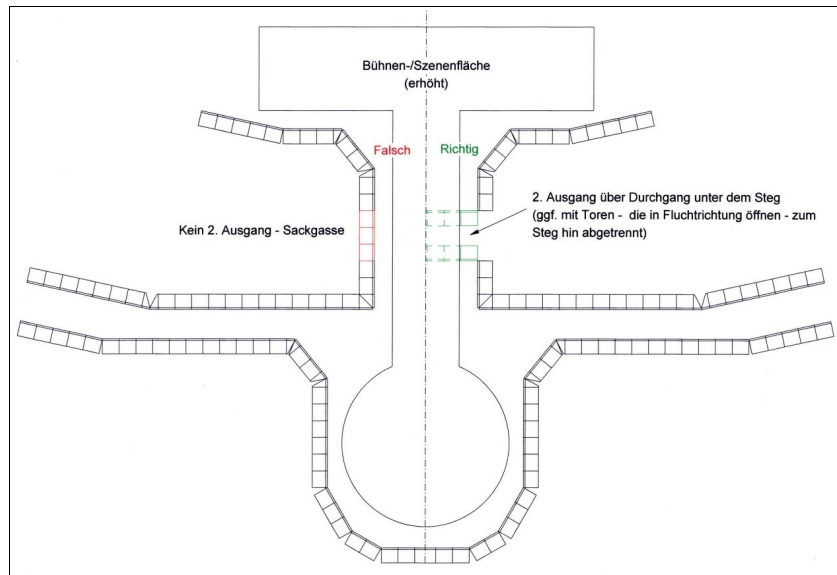 Bühnen-/Szenenfläche
(erhöht)
Falsch
Richtig
Kein 2. Ausgang - Sackgasse
2. Ausgang über Durchgang unter dem Steg
(ggf. mit Toren - die in Fluchtrichtung öffnen - zum
Steg hin abgetrennt)